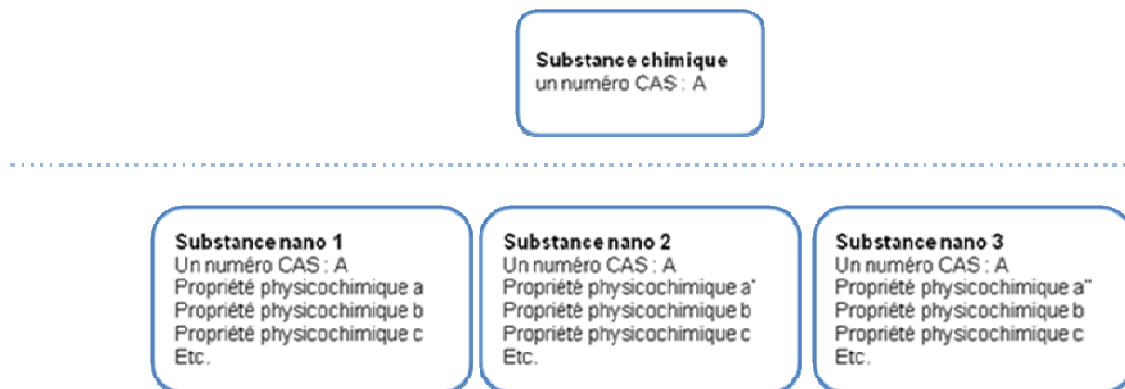 Substance chimique
un numéro CAS : A
Substance nano 1
Un numéro CAS : A
Propriété physicochimique a
Propriété physicochimique b
Propriété physicochimique c
Etc.
Substance nano 2
Un numéro CAS : A
Propriété physicochimique a'
Propriété physicochimique b
Propriété physicochimique c
Etc.
Substance nano 3
Un numéro CAS : A
Propriété physicochimique a"
Propriété physicochimique b
Propriété physicochimique c
Etc.